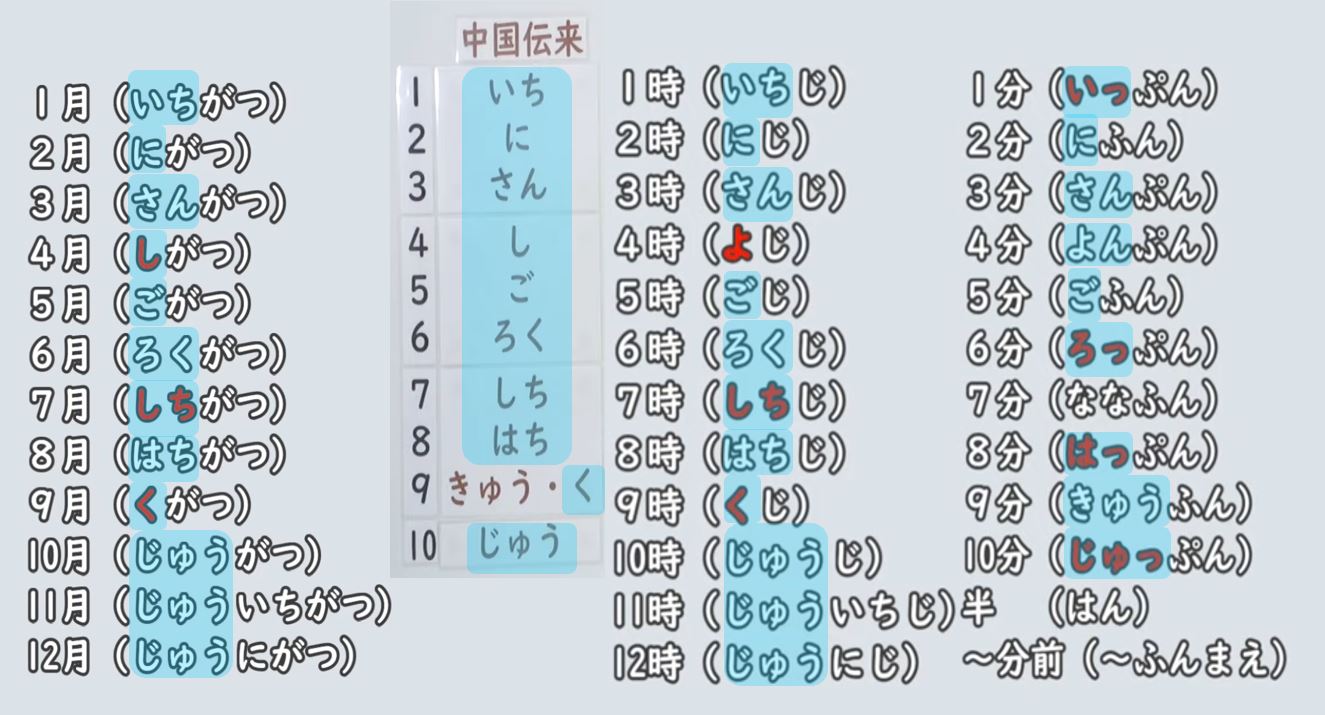 1月（いちがつ）
2月（にがつ）
3月（さんがつ）
4月（しがつ）
5月（ごがつ）
6月（ろくがつ）
7月（しちがつ）
8月（はちがつ）
9月（くがつ）
10月（じゅうがつ）
11月（じゅういちがつ）
12月（じゅうにがつ）
中国伝来
1 いち
2 に
3 さん
4 し
5 ご
6 ろく
7 しち
8 はち
9 きゅう・く
10 じゅう
1時（いちじ）
2時（にじ）
3時（さんじ）
4時（よじ）
5時（ごじ）
6時（ろくじ）
7時（しちじ）
8時（はちじ）
9時（くじ）
10時（じゅうじ）
11時（じゅういちじ）
12時（じゅうにじ）
1分（いっぷん）
2分（にふん）
3分（さんぷん）
4分（よんぷん）
5分（ごふん）
6分（ろっぷん）
7分（ななふん）
8分（はっぷん）
9分（きゅうふん）
10分（じゅっぷん）
半（はん）
～分前（～ふんまえ）